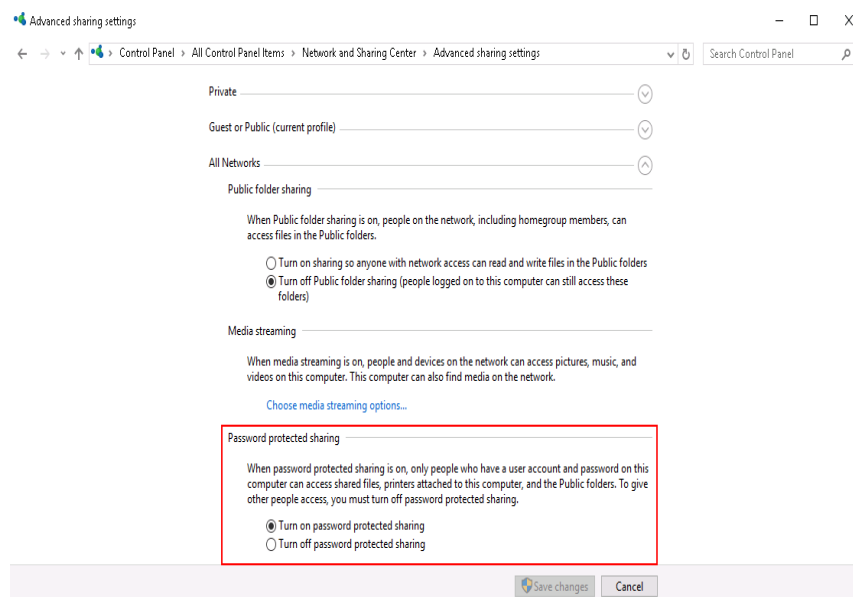 Advanced sharing settings
Control Panel > All Control Panel Items > Network and Sharing Center > Advanced sharing settings
Search Control Panel
Private
Guest or Public (current profile)
All Networks
Public folder sharing
When Public folder sharing is on, people on the network, including homegroup members, can
access files in the Public folders.
Turn on sharing so anyone with network access can read and write files in the Public folders
Turn off Public folder sharing (people logged on to this computer can still access these
folders)
Media streaming
When media streaming is on, people and devices on the network can access pictures, music, and
videos on this computer. This computer can also find media on the network.
Choose media streaming options...
Password protected sharing
When password protected sharing is on, only people who have a user account and password on this
computer can access shared files, printers attached to this computer, and the Public folders. To give
other people access, you must turn off password protected sharing.
Turn on password protected sharing
Turn off password protected sharing
Save changes
Cancel